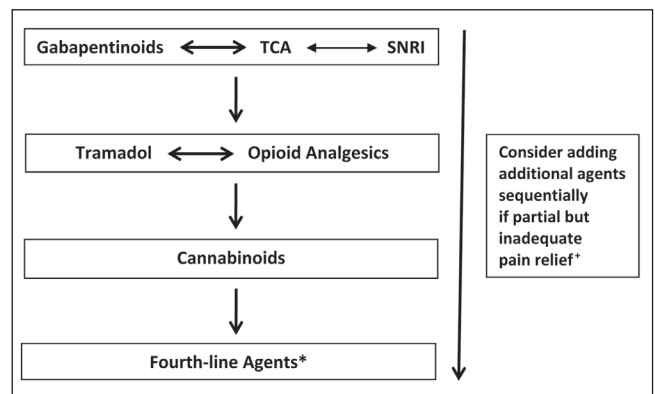 Gabapentinoids TCA SNRI
Tramadol Opioid Analgesics
Cannabinoids
Fourth-line Agents*
Consider adding
additional agents
sequentially
if partial but
inadequate
pain relief+